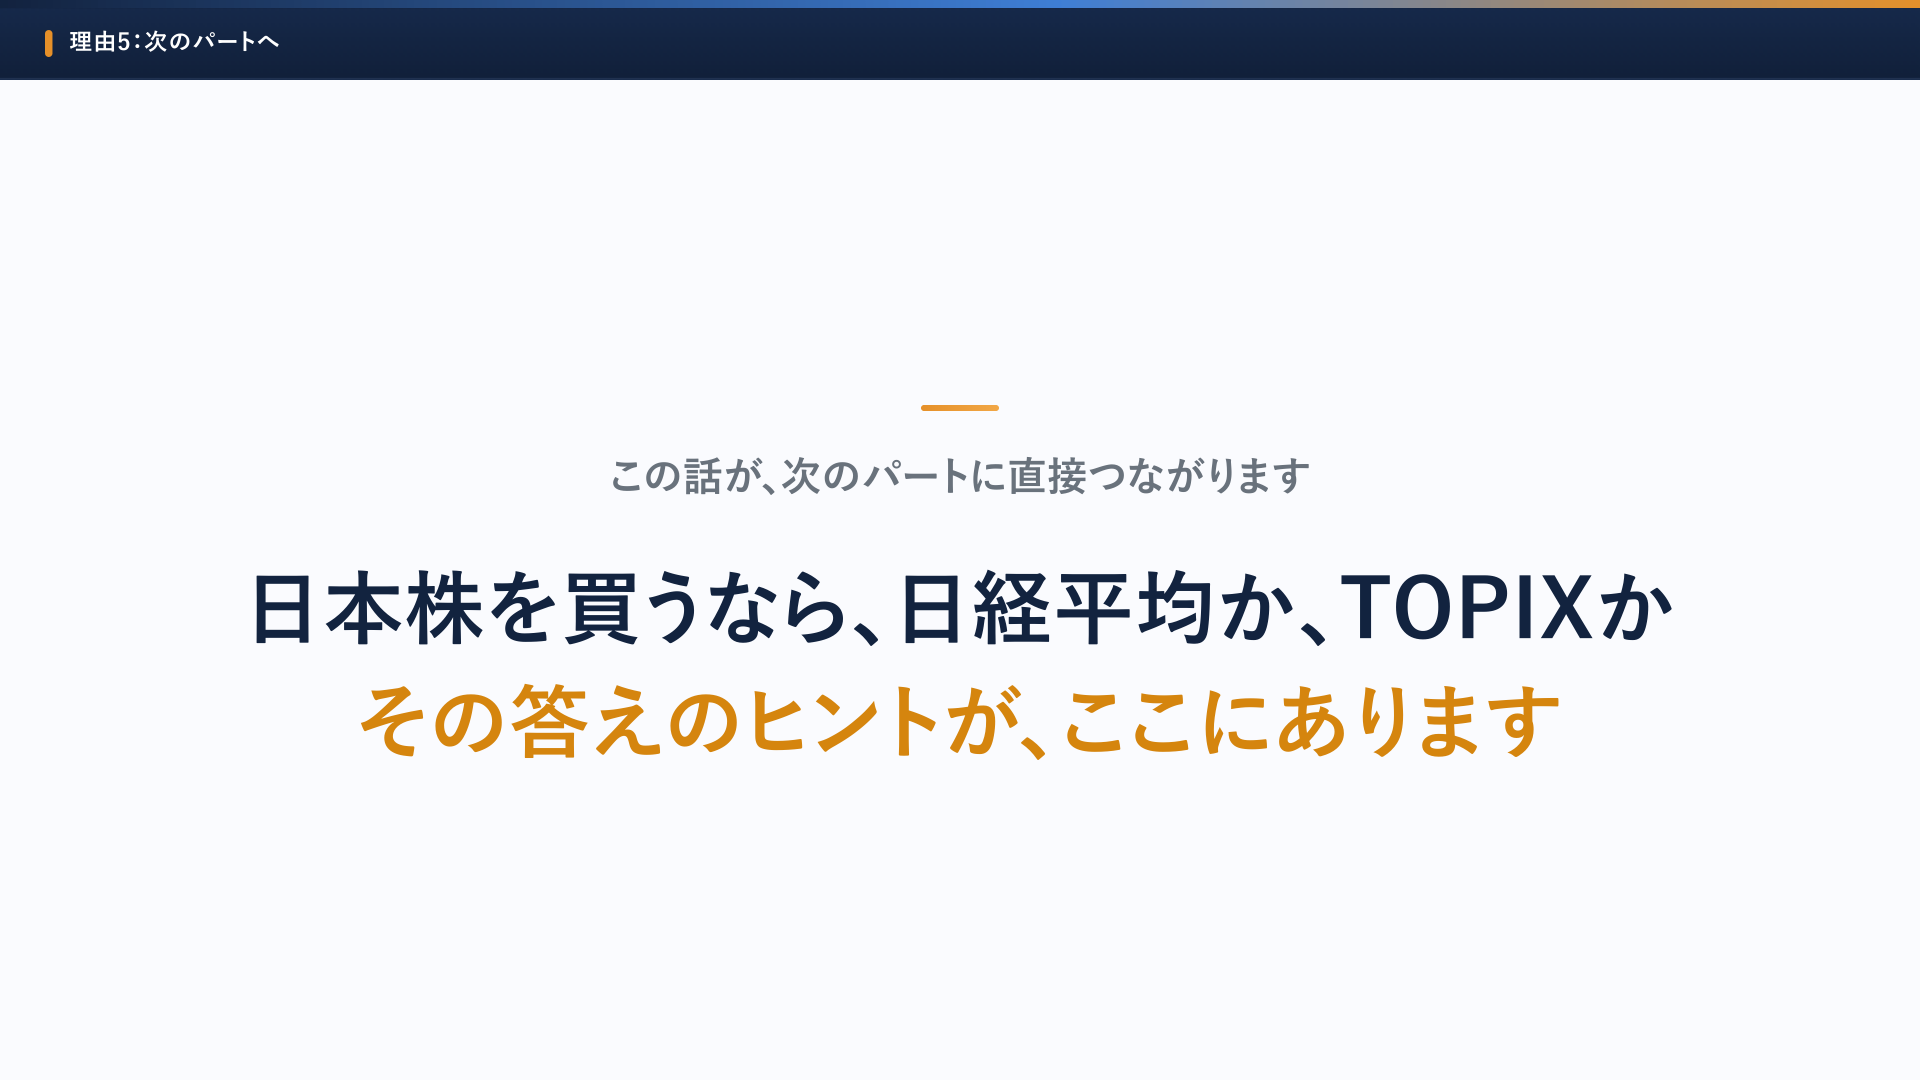 理由5：次のパートへ
この話が、次のパートに直接つながります
日本株を買うなら、日経平均か、TOPIXか
その答えのヒントが、ここにあります